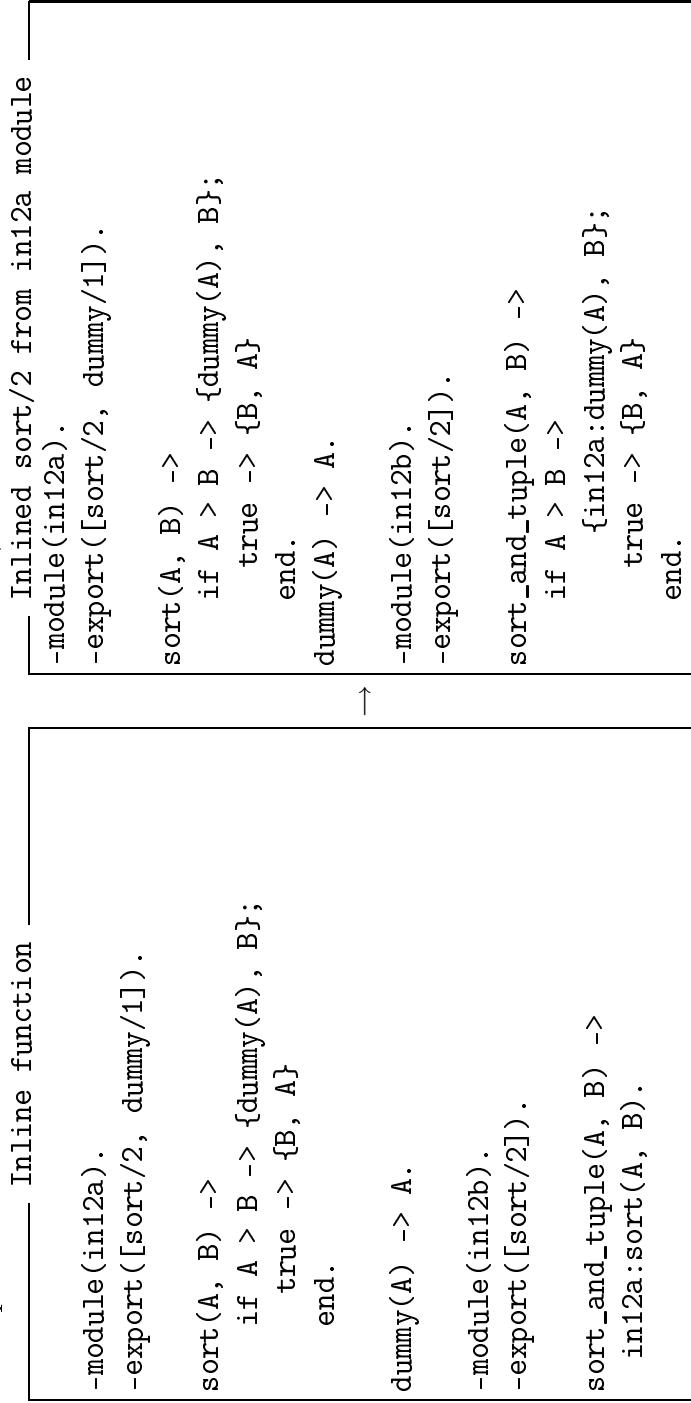 Inline function
-module(in12a).
-export([sort/2, dummy/1]).
sort(A, B) ->
if A > B -> {dummy(A), B};
true -> {B, A}
end.
dummy(A) -> A.
-module(in12b).
-export([sort/2]).
sort_and_tuple(A, B) ->
in12a:sort(A, B).
→
Inlined sort/2 from in12a module
-module(in12a).
-export([sort/2, dummy/1]).
sort(A, B) ->
if A > B -> {dummy(A), B};
true -> {B, A}
end.
dummy(A) -> A.
-module(in12b).
-export([sort/2]).
sort_and_tuple(A, B) ->
if A > B ->
{in12a:dummy(A), B};
true -> {B, A}
end.